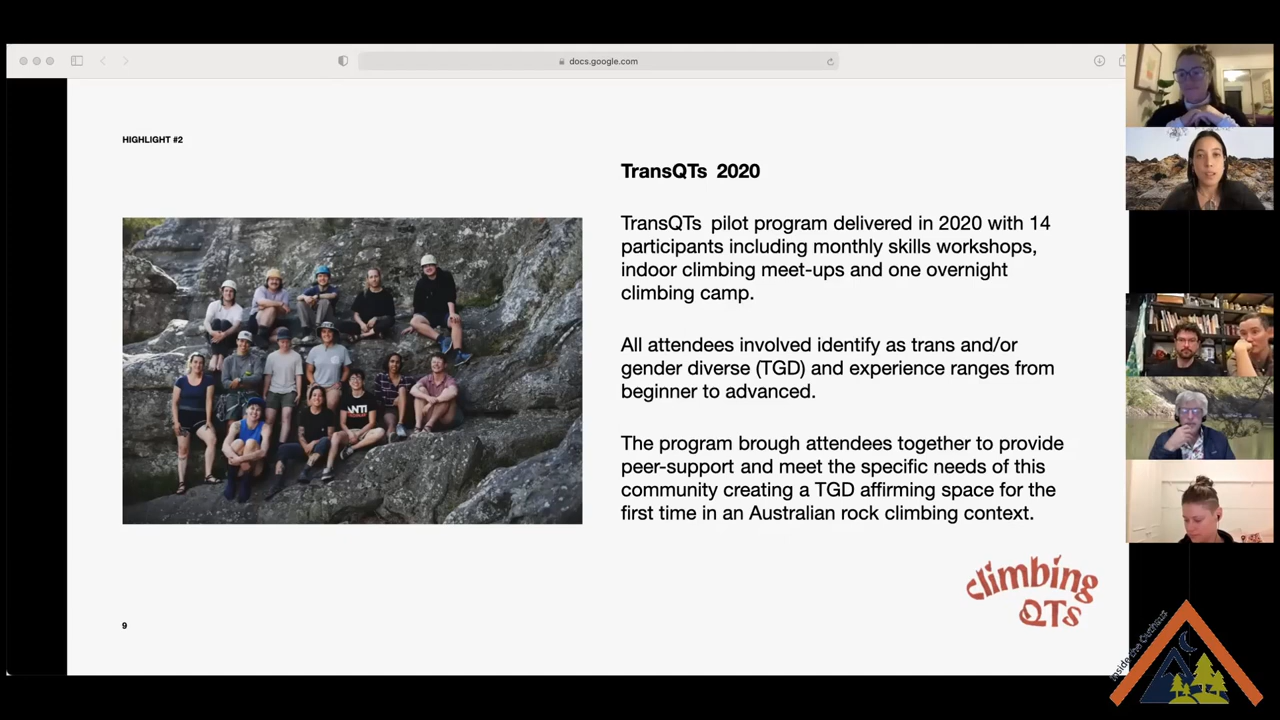 docs.google.com
HIGHLIGHT #2
TransQTs 2020
TransQTs pilot program delivered in 2020 with 14
participants including monthly skills workshops,
indoor climbing meet-ups and one overnight
climbing camp.
All attendees involved identify as trans and/or
gender diverse (TGD) and experience ranges from
beginner to advanced.
The program brough attendees together to provide
peer-support and meet the specific needs of this
community creating a TGD affirming space for the
first time in an Australian rock climbing context.
ANTI
climbing
QTs
9
Inside the Outhaus